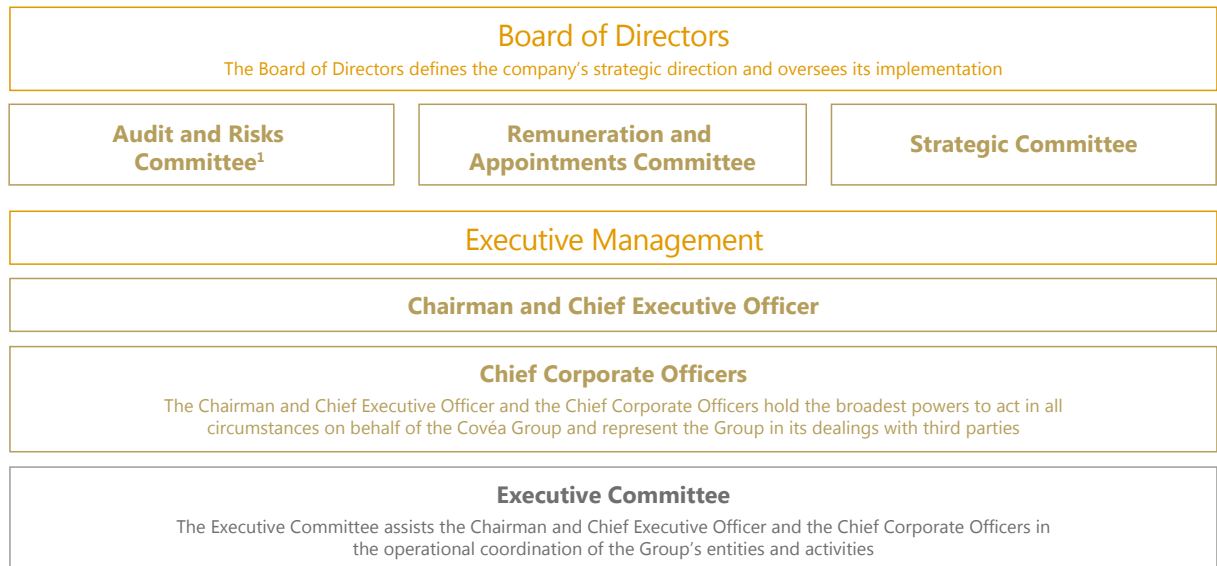 Board of Directors
The Board of Directors defines the company's strategic direction and oversees its implementation
Audit and Risks
Committee¹
Remuneration and
Appointments Committee
Strategic Committee
Executive Management
Chairman and Chief Executive Officer
Chief Corporate Officers
The Chairman and Chief Executive Officer and the Chief Corporate Officers hold the broadest powers to act in all
circumstances on behalf of the Covéa Group and represent the Group in its dealings with third parties
Executive Committee
The Executive Committee assists the Chairman and Chief Executive Officer and the Chief Corporate Officers in
the operational coordination of the Group's entities and activities